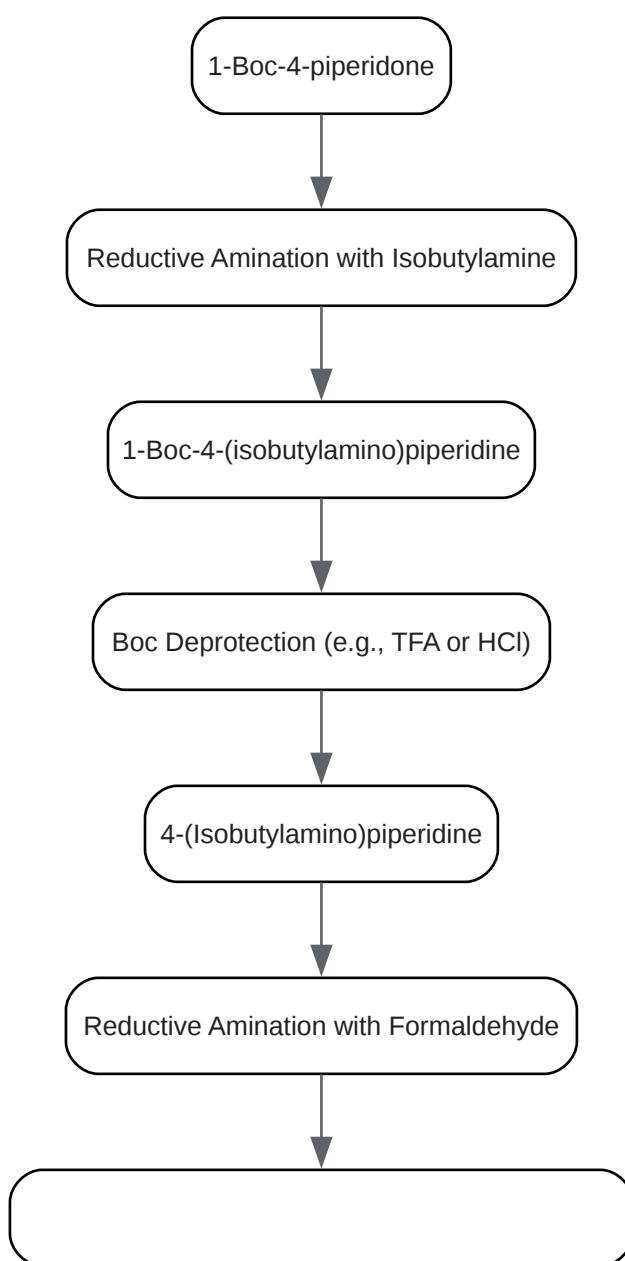 1-Boc-4-piperidone
Reductive Amination with Isobutylamine
1-Boc-4-(isobutylamino)piperidine
Boc Deprotection (e.g., TFA or HCl)
4-(Isobutylamino)piperidine
Reductive Amination with Formaldehyde